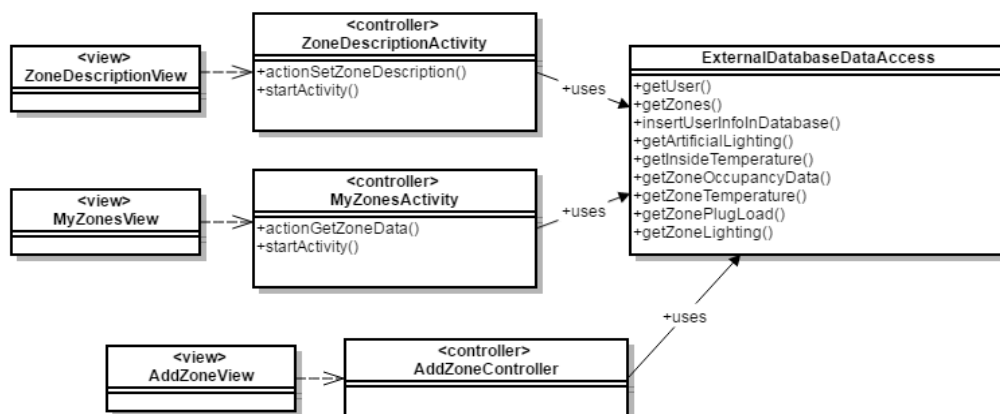 <view>
ZoneDescriptionView
<controller>
ZoneDescriptionActivity
+actionSetZoneDescription()
+startActivity()
+uses
ExternalDatabaseDataAccess
+getUser()
+getZones()
+insertUserInfoInDatabase()
+getArtificialLighting()
+getInsideTemperature()
+getZoneOccupancyData()
+getZoneTemperature()
+getZonePlugLoad()
+getZoneLighting()
<view>
MyZonesView
<controller>
MyZonesActivity
+actionGetZoneData()
+startActivity()
+uses
+uses
<view>
AddZoneView
<controller>
AddZoneController